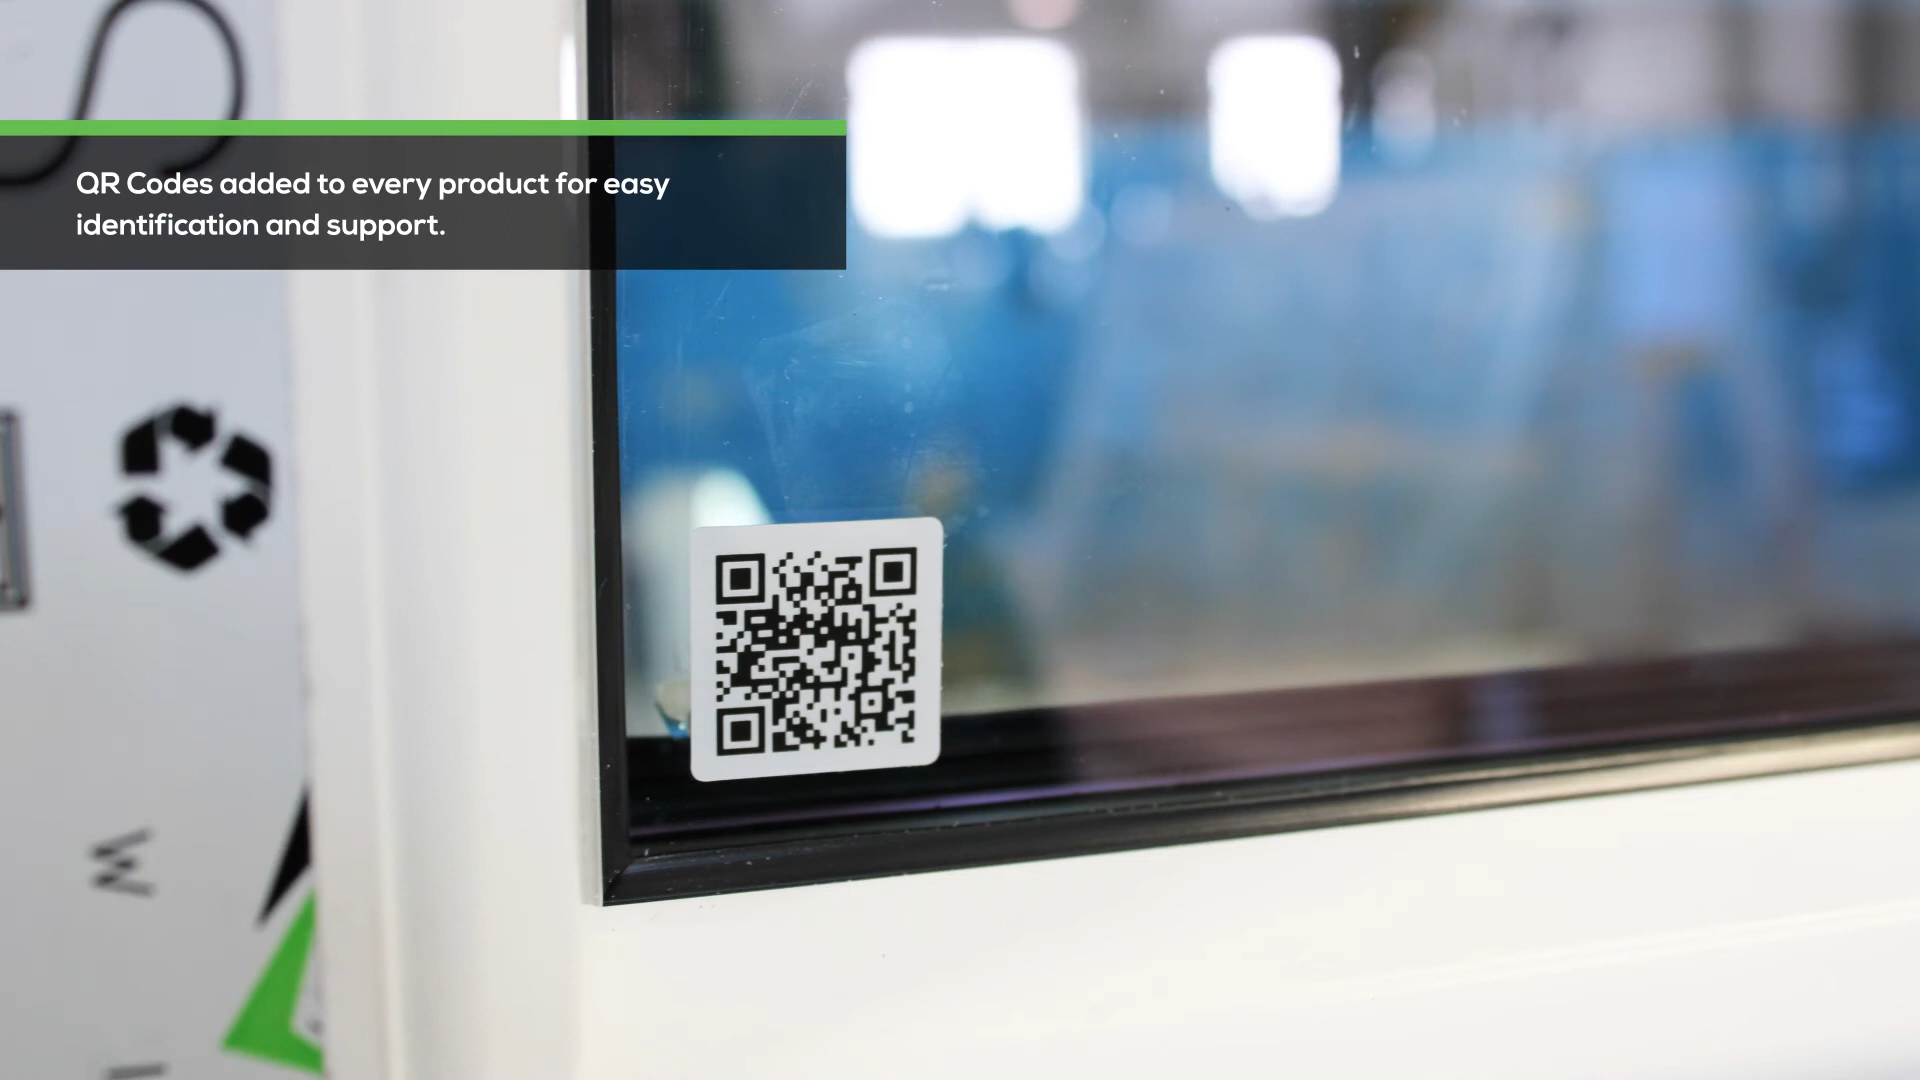 QR Codes added to every product for easy
identification and support.
W